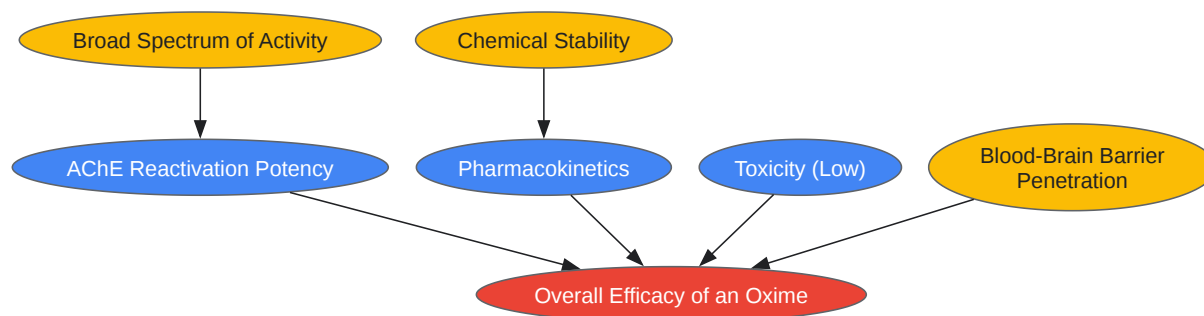 Broad Spectrum of Activity
Chemical Stability
AChE Reactivation Potency
Pharmacokinetics
Toxicity (Low)
Blood-Brain Barrier
Penetration
Overall Efficacy of an Oxime